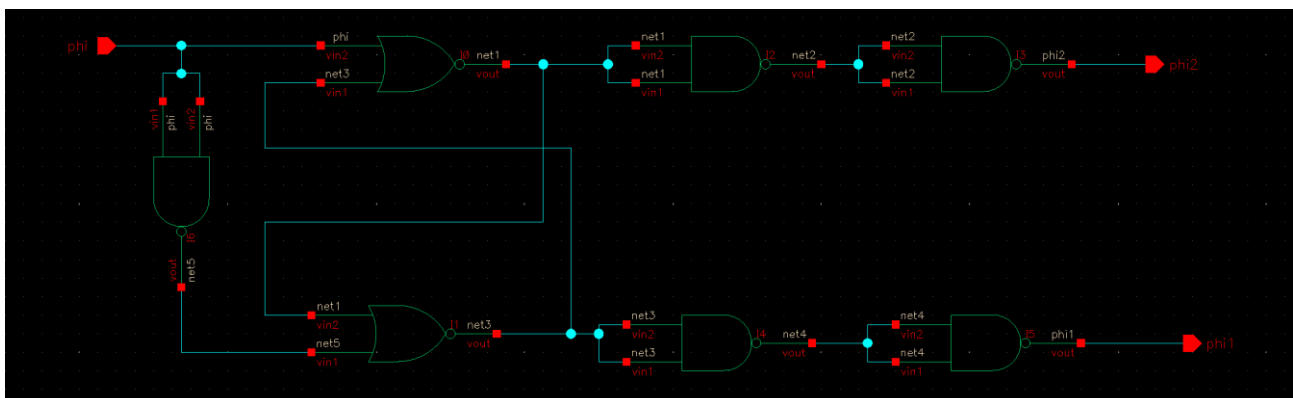 phi
phi
vin2
net3
vin1
I0
net1
vout
net1
vin2
net1
vin1
I2
net2
vout
net2
vin2
net2
vin1
I3
phi2
vout
phi2
vin1
phi
vin2
phi
I6
vout
net5
net1
vin2
net5
vin1
I1
net3
vout
net3
vin2
net3
vin1
I4
net4
vout
net4
vin2
net4
vin1
phi1
vout
phi1